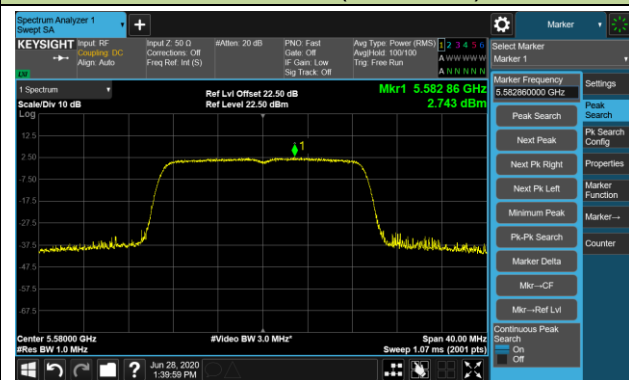 Spectrum Analyzer 1
Swept SA
Marker
KEYSIGHT
Input: RF
Coupling: DC
Align: Auto
Input Z: 50 Ω
Corrections: Off
Freq Ref: Int (S)
#Atten: 20 dB
PNO: Fast
Gate: Off
IF Gain: Low
Sig Track: Off
Avg Type: Power (RMS)
Avg|Hold: 100/100
Trig: Free Run
1 2 3 4 5 6
A W W W W W
A N N N N N
Select Marker
Marker 1
1 Spectrum
Scale/Div 10 dB
Log
Ref Lvl Offset 22.50 dB
Ref Level 22.50 dBm
Mkr1 5.582 86 GHz
2.743 dBm
12.5
2.50
-7.50
-17.5
-27.5
-37.5
-47.5
-57.5
-67.5
1
Center 5.58000 GHz
#Res BW 1.0 MHz
#Video BW 3.0 MHz*
Span 40.00 MHz
Sweep 1.07 ms (2001 pts)
Marker Frequency
5.582860000 GHz
Peak Search
Next Peak
Next Pk Right
Next Pk Left
Minimum Peak
Pk-Pk Search
Marker Delta
Mkr→CF
Mkr→Ref Lvl
Continuous Peak
Search
On
Off
Settings
Peak
Search
Pk Search
Config
Properties
Marker
Function
Marker→
Counter
?
Jun 28, 2020
1:39:59 PM